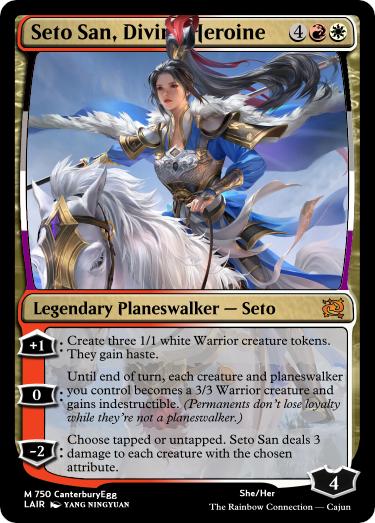 Seto San, Divine Heroine 4
Legendary Planeswalker — Seto
+1: Create three 1/1 white Warrior creature tokens.
They gain haste.
Until end of turn, each creature and planeswalker
0: you control becomes a 3/3 Warrior creature and
gains indestructible. (Permanents don't lose loyalty
while they're not a planeswalker.)
Choose tapped or untapped. Seto San deals 3
-2: damage to each creature with the chosen
attribute.
4
M 750 CanterburyEgg She/Her
LAIR YANG NINGYUAN The Rainbow Connection — Cajun